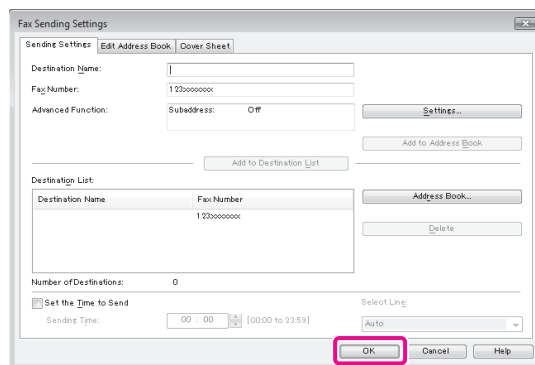 Fax Sending Settings
Sending Settings Edit Address Book Cover Sheet
Destination Name:
Fax Number: 123xxxxxxx
Advanced Function: Subaddress: Off Settings...
Add to Address Book
Add to Destination List
Destination List:
Destination Name Fax Number Address Book...
123xxxxxxx
Delete
Number of Destinations: 0
Set the Time to Send Select Line:
Sending Time: 00 : 00 [00:00 to 23:59] Auto
OK Cancel Help